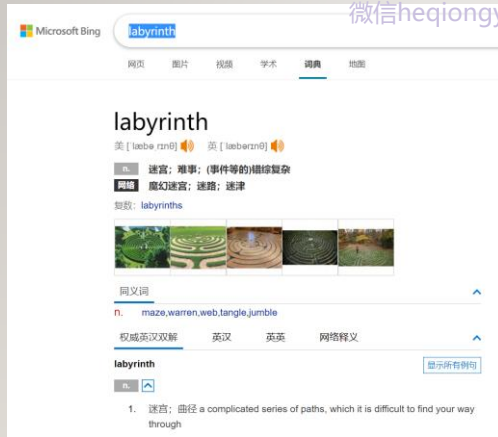 微信heqiongy
Microsoft Bing
labyrinth
网页 图片 视频 学术 词典 地图
labyrinth
美 [ˈlæbəˌrɪnθ] 英 [ˈlæbərɪnθ]
n. 迷宫；难事；(事件等的)错综复杂
网络 魔幻迷宫；迷路；迷津
复数：labyrinths
同义词
n. maze,warren,web,tangle,jumble
权威英汉双解 英汉 英英 网络释义
labyrinth 显示所有例句
n.
1. 迷宫；曲径 a complicated series of paths, which it is difficult to find your way
through